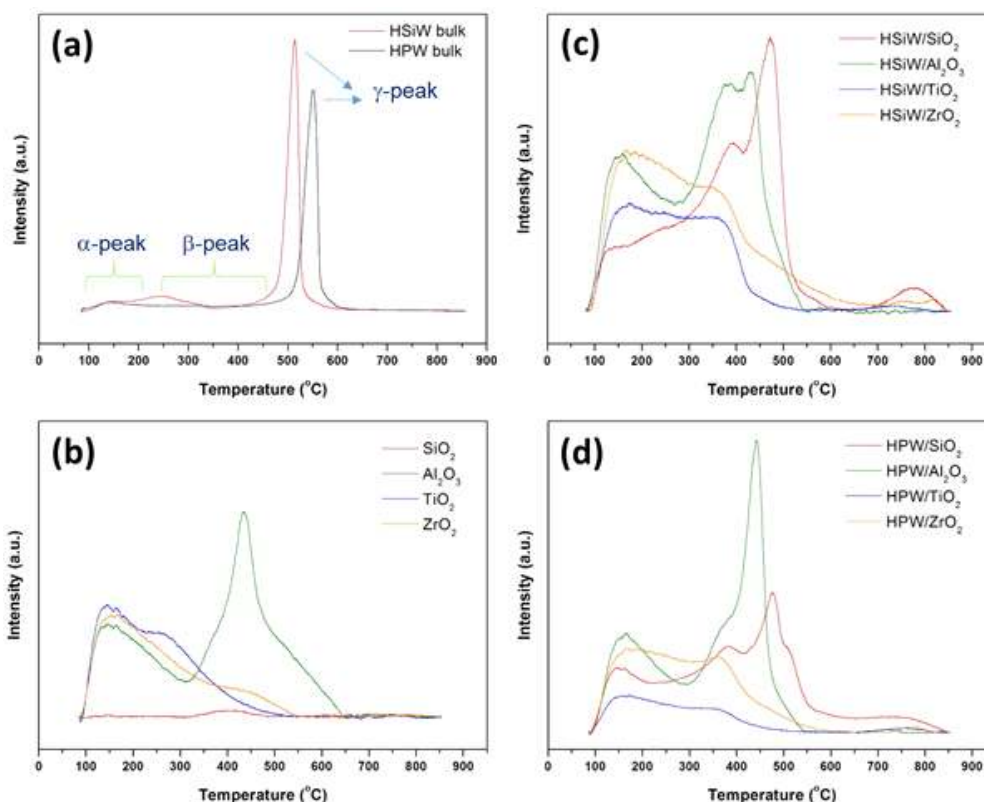 (a)
HSiW bulk
HPW bulk
γ-peak
α-peak
β-peak
Intensity (a.u.)
0 100 200 300 400 500 600 700 800 900
Temperature (°C)
(c)
HSiW/SiO₂
HSiW/Al₂O₃
HSiW/TiO₂
HSiW/ZrO₂
Intensity (a.u.)
0 100 200 300 400 500 600 700 800 900
Temperature (°C)
(b)
SiO₂
Al₂O₃
TiO₂
ZrO₂
Intensity (a.u.)
0 100 200 300 400 500 600 700 800 900
Temperature (°C)
(d)
HPW/SiO₂
HPW/Al₂O₃
HPW/TiO₂
HPW/ZrO₂
Intensity (a.u.)
0 100 200 300 400 500 600 700 800 900
Temperature (°C)